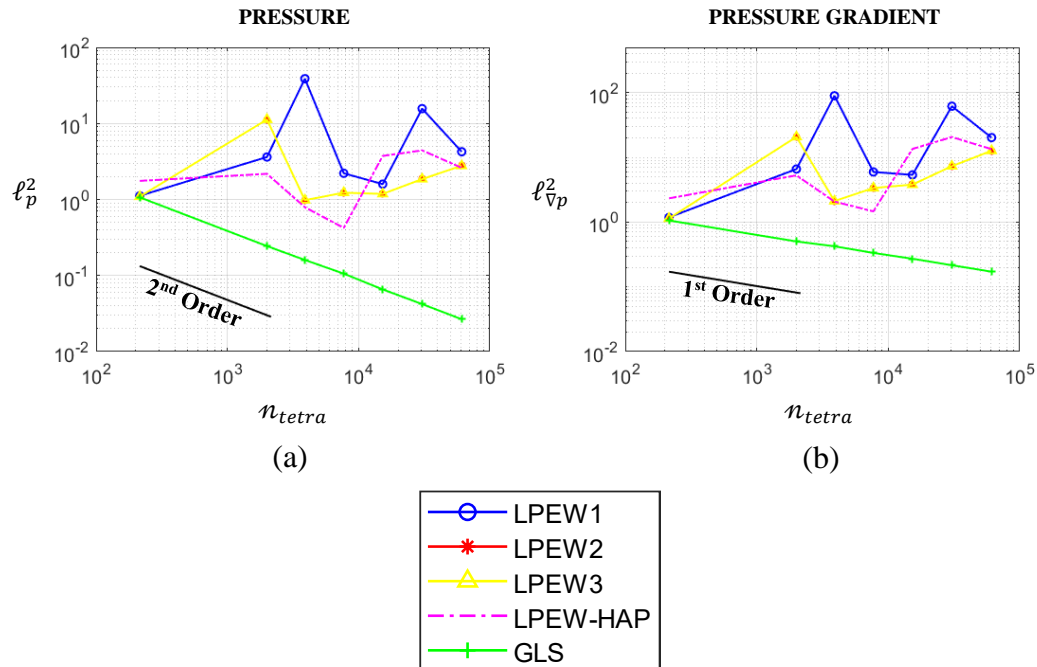 PRESSURE
PRESSURE GRADIENT
10^2
10^1
10^0
10^-1
10^-2
ℓ_p^2
2nd Order
10^2 10^3 10^4 10^5
n_tetra
(a)
10^2
10^0
10^-2
ℓ_∇p^2
1st Order
10^2 10^3 10^4 10^5
n_tetra
(b)
LPEW1
LPEW2
LPEW3
LPEW-HAP
GLS